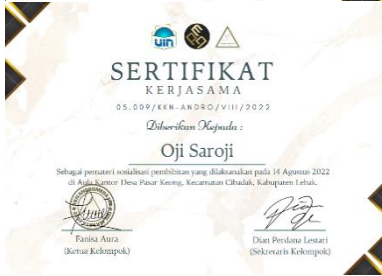 uin
SERTIFIKAT
KERJASAMA
05.009/KKN-ANDRO/VIII/2022
Diberikan Kepada :
Oji Saroji
Sebagai pemateri sosialisasi pembibitan yang dilaksanakan pada 14 Agustus 2022
di Aula Kantor Desa Pasar Keong, Kecamatan Cibadak, Kabupaten Lebak.
Fanisa Aura
(Ketua Kelompok)
Dian Perdana Lestari
(Sekretaris Kelompok)